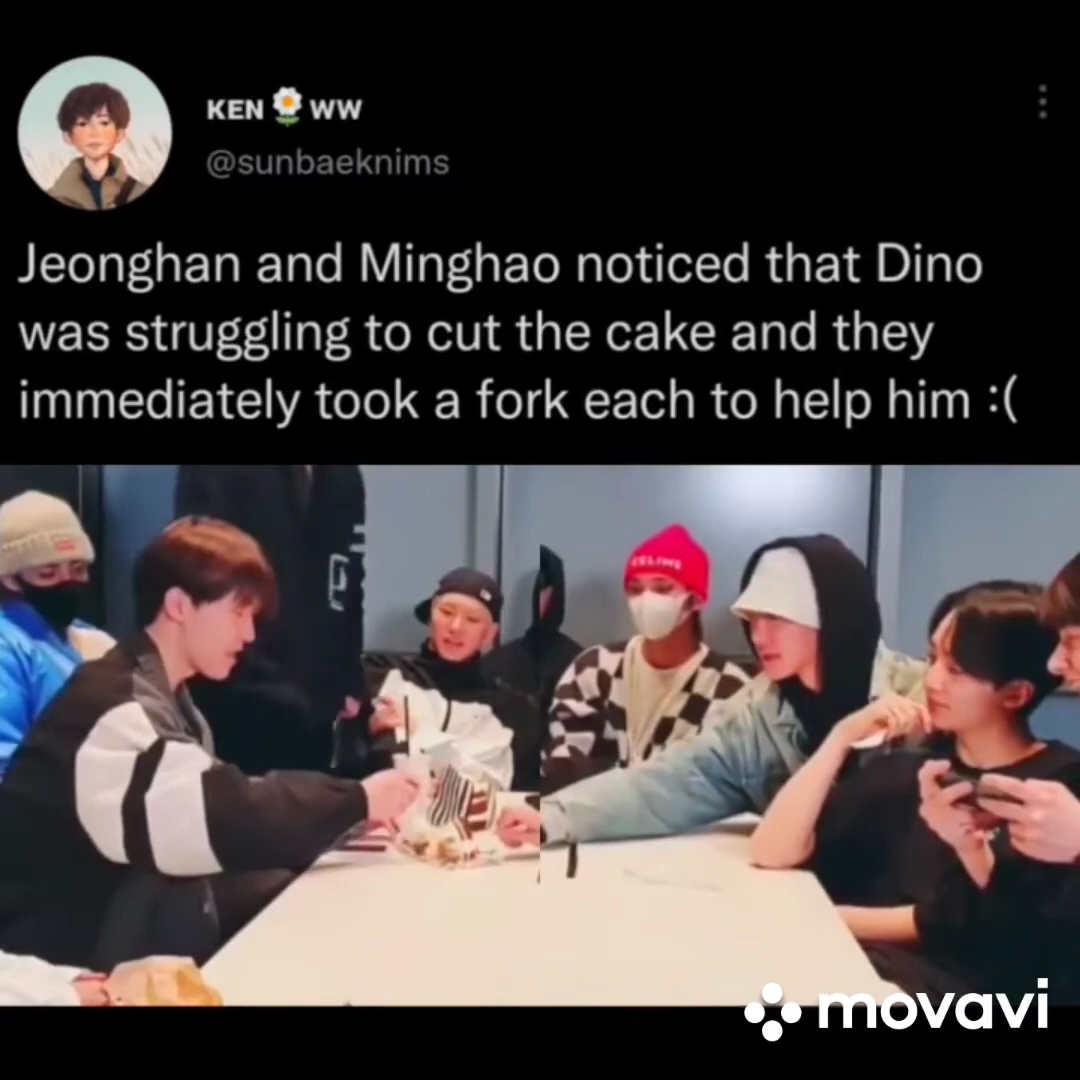 KEN🌼WW
@sunbaeknims
Jeonghan and Minghao noticed that Dino
was struggling to cut the cake and they
immediately took a fork each to help him :(
CELINE
movavi